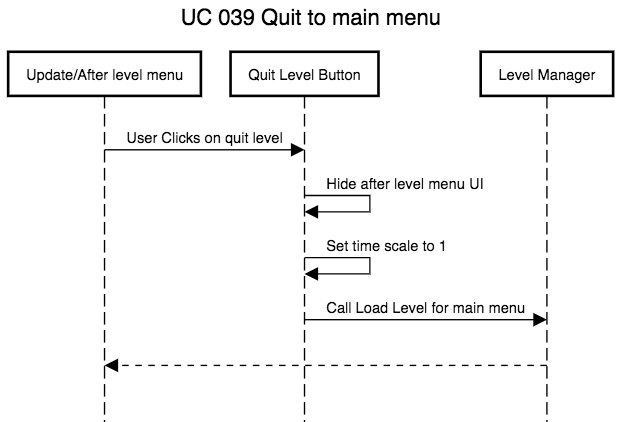 UC 039 Quit to main menu
Update/After level menu
Quit Level Button
Level Manager
User Clicks on quit level
Hide after level menu UI
Set time scale to 1
Call Load Level for main menu